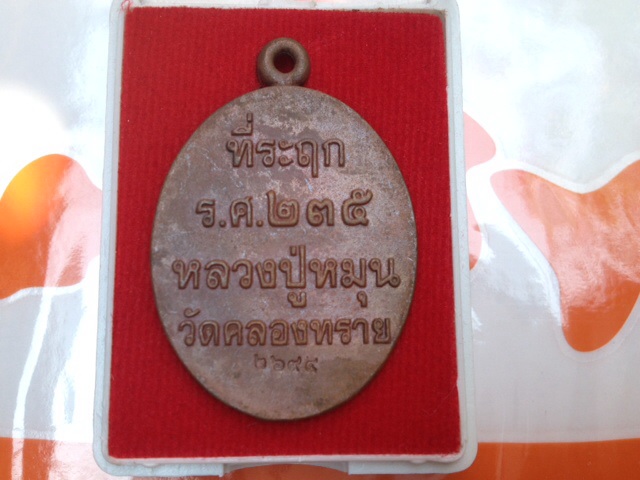 ที่ระฤก
ร.ศ.๒๓๕
หลวงปู่หมุน
วัดคลองทราย
๒๖๙๙